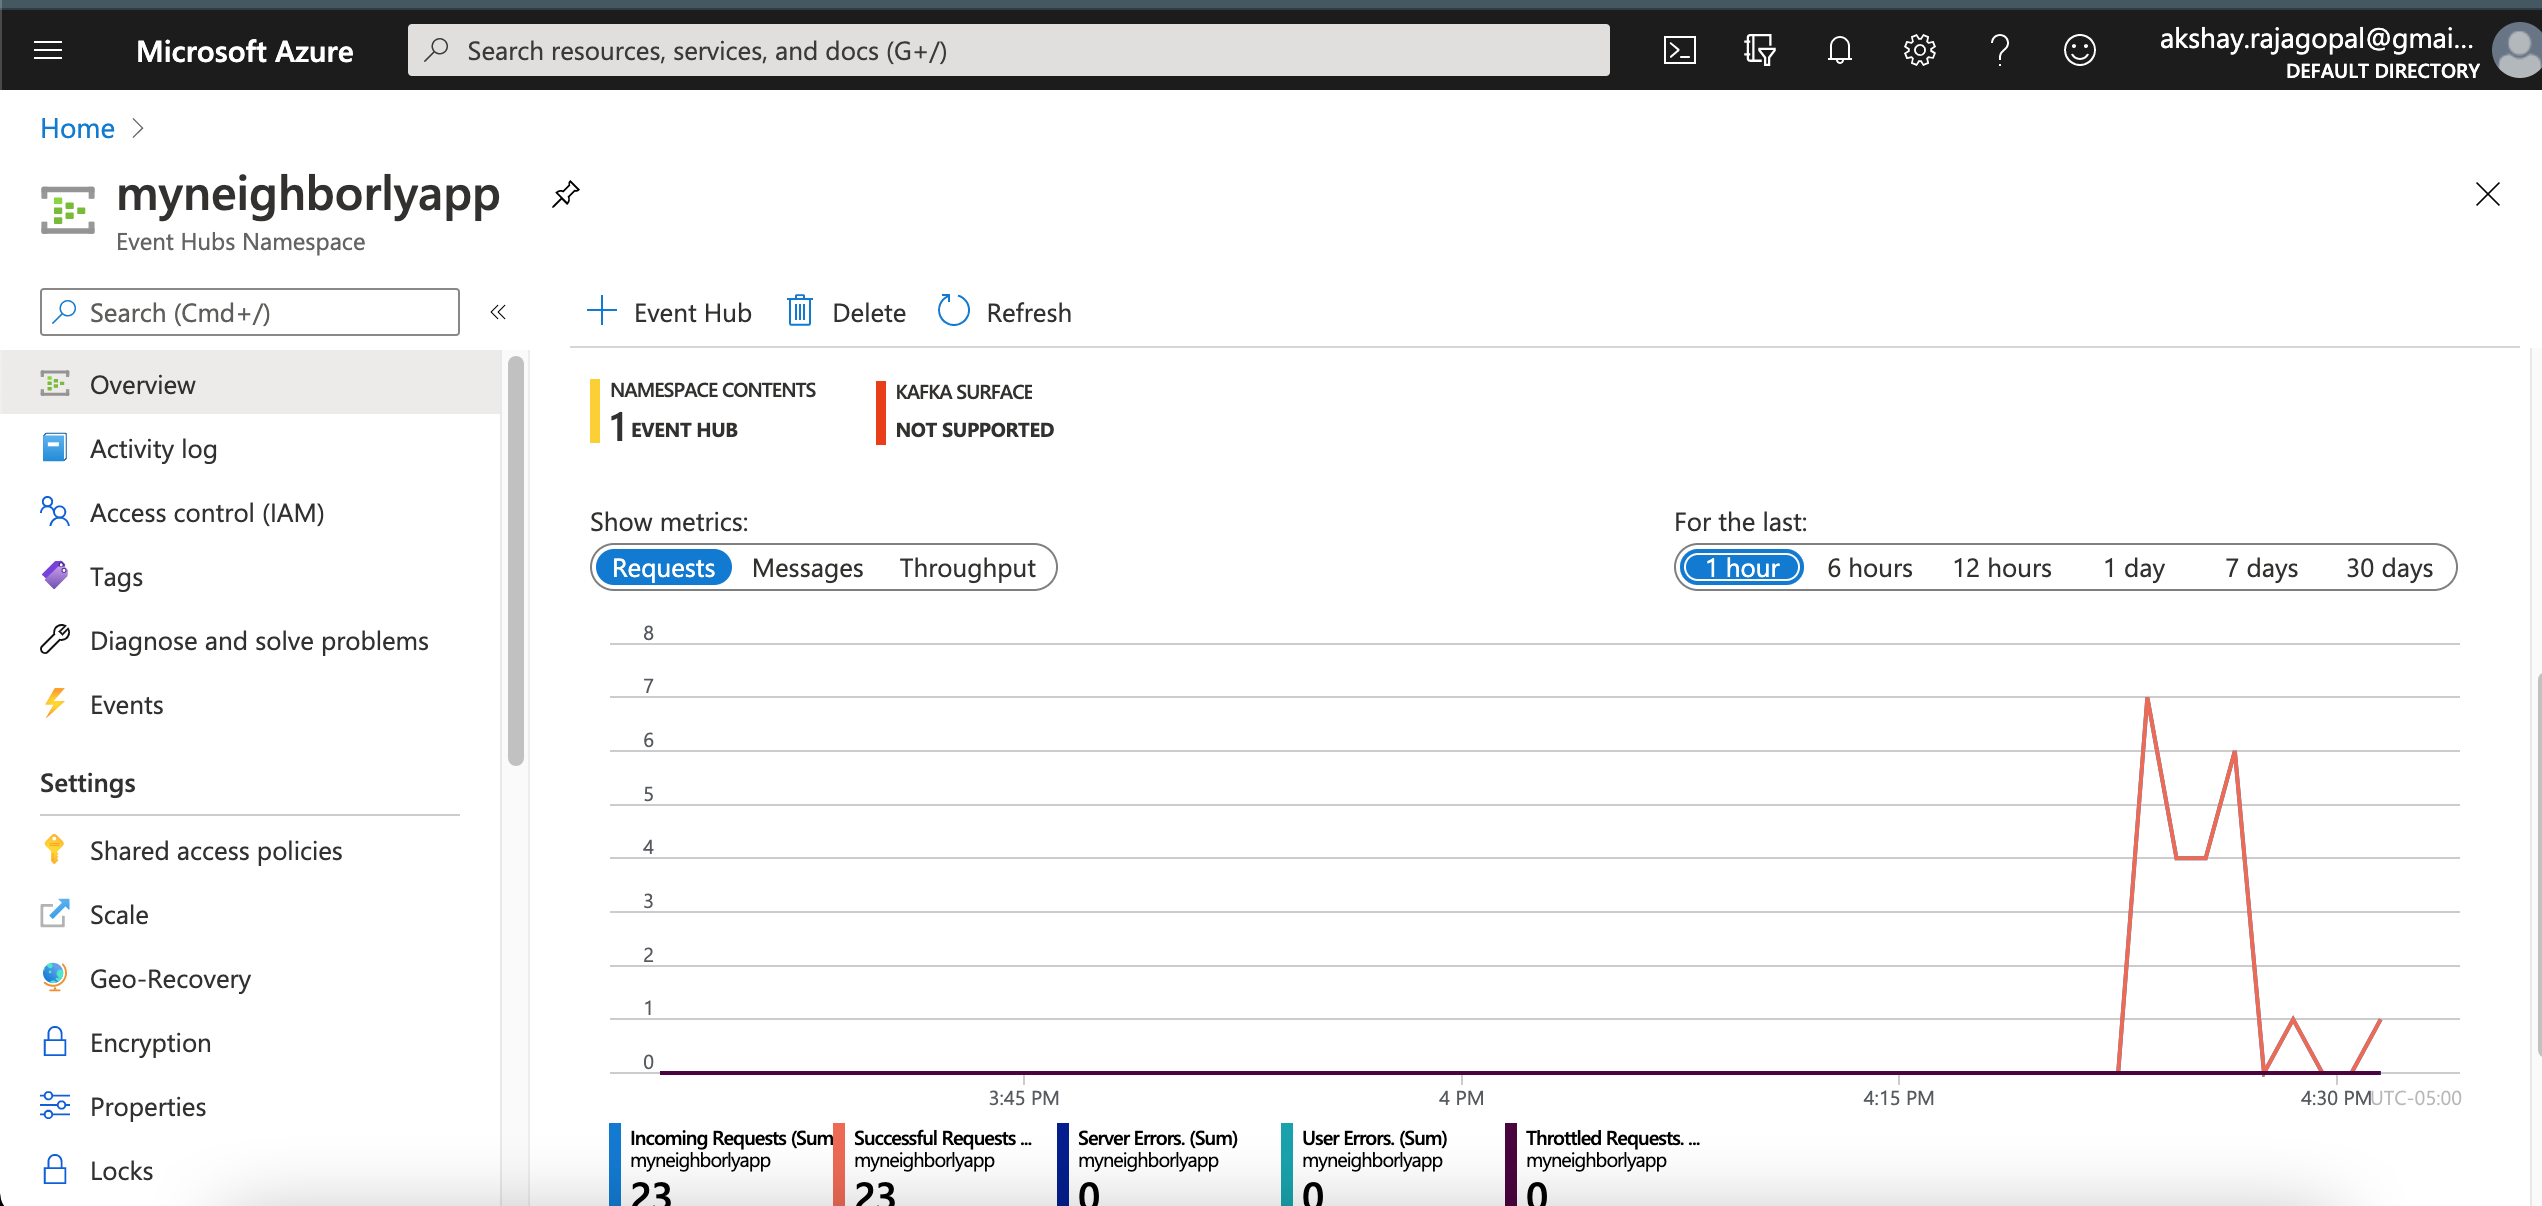 Microsoft Azure
Search resources, services, and docs (G+/)
akshay.rajagopal@gmai...
DEFAULT DIRECTORY
Home
myneighborlyapp
Event Hubs Namespace
Search (Cmd+/)
«
Event Hub
Delete
Refresh
Overview
Activity log
Access control (IAM)
Tags
Diagnose and solve problems
Events
Settings
Shared access policies
Scale
Geo-Recovery
Encryption
Properties
Locks
NAMESPACE CONTENTS
1 EVENT HUB
KAFKA SURFACE
NOT SUPPORTED
Show metrics:
Requests Messages Throughput
For the last:
1 hour 6 hours 12 hours 1 day 7 days 30 days
8
7
6
5
4
3
2
1
0
3:45 PM 4 PM 4:15 PM 4:30 PM UTC-05:00
Incoming Requests (Sum
myneighborlyapp
23
Successful Requests ...
myneighborlyapp
23
Server Errors. (Sum)
myneighborlyapp
0
User Errors. (Sum)
myneighborlyapp
0
Throttled Requests. ...
myneighborlyapp
0